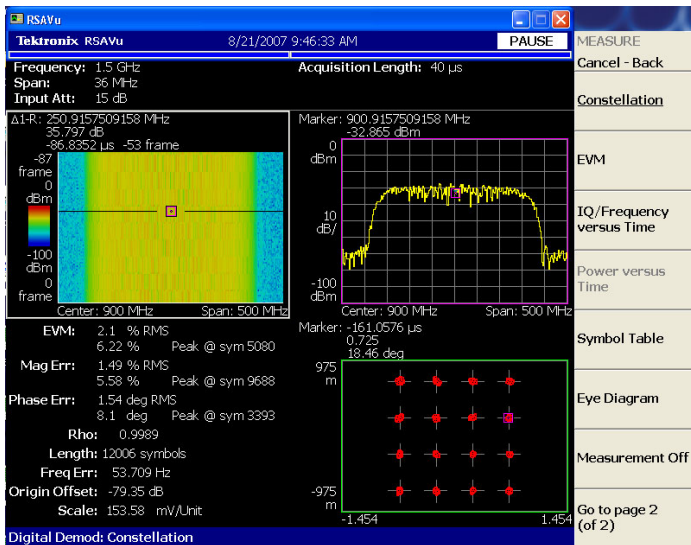 RSAVu
Tektronix RSAVu 8/21/2007 9:46:33 AM PAUSE
Frequency: 1.5 GHz Acquisition Length: 40 µs
Span: 36 MHz
Input Att: 15 dB
Δ1-R: 250.9157509158 MHz
35.797 dB
-86.8352 µs -53 frame
-87
frame
0
dBm
-100
dBm
0
frame
Center: 900 MHz Span: 500 MHz
Marker: 900.9157509158 MHz
-32.865 dBm
0
dBm
10
dB/
-100
dBm
Center: 900 MHz Span: 500 MHz
EVM: 2.1 % RMS
6.22 % Peak @ sym 5080
Mag Err: 1.49 % RMS
5.58 % Peak @ sym 9688
Phase Err: 1.54 deg RMS
8.1 deg Peak @ sym 3393
Rho: 0.9989
Length: 12006 symbols
Freq Err: 53.709 Hz
Origin Offset: -79.35 dB
Scale: 153.58 mV/Unit
Marker: -161.0576 µs
0.725
18.46 deg
975
m
-975
m
-1.454 1.454
Digital Demod: Constellation
MEASURE
Cancel - Back
Constellation
EVM
IQ/Frequency
versus Time
Power versus
Time
Symbol Table
Eye Diagram
Measurement Off
Go to page 2
(of 2)